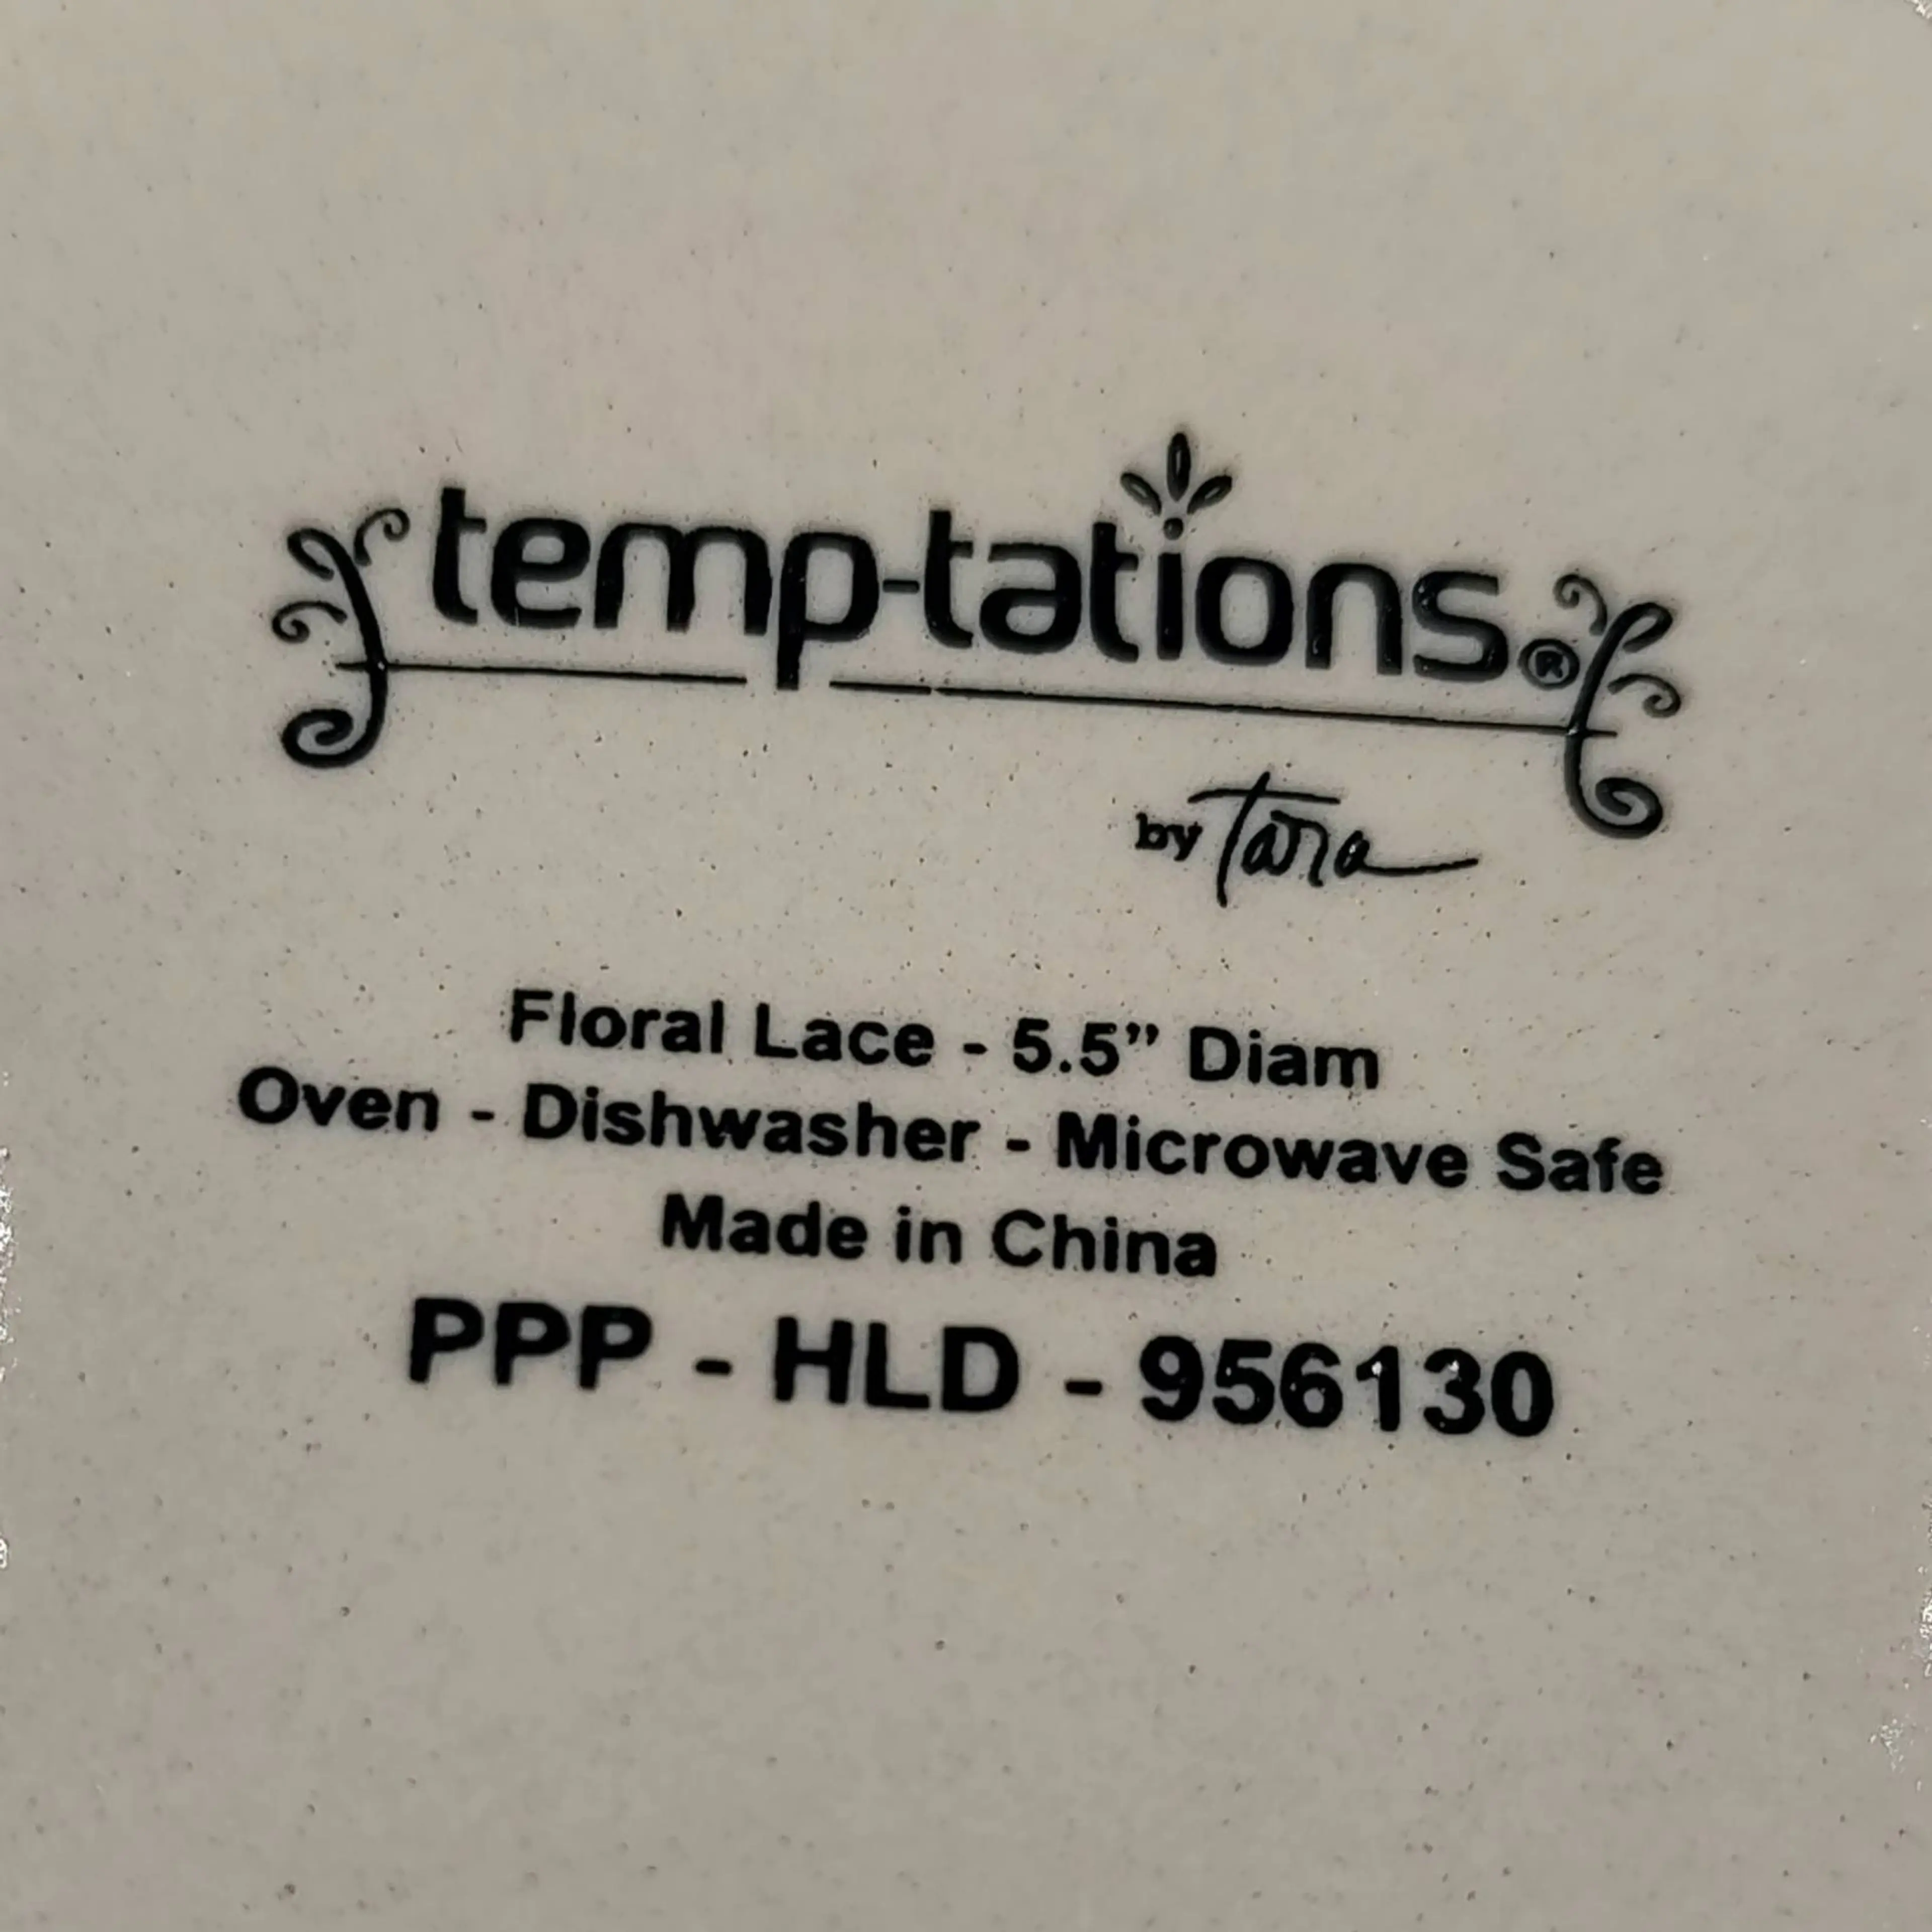 temp-tations®
by Tara
Floral Lace - 5.5” Diam
Oven - Dishwasher - Microwave Safe
Made in China
PPP - HLD - 956130